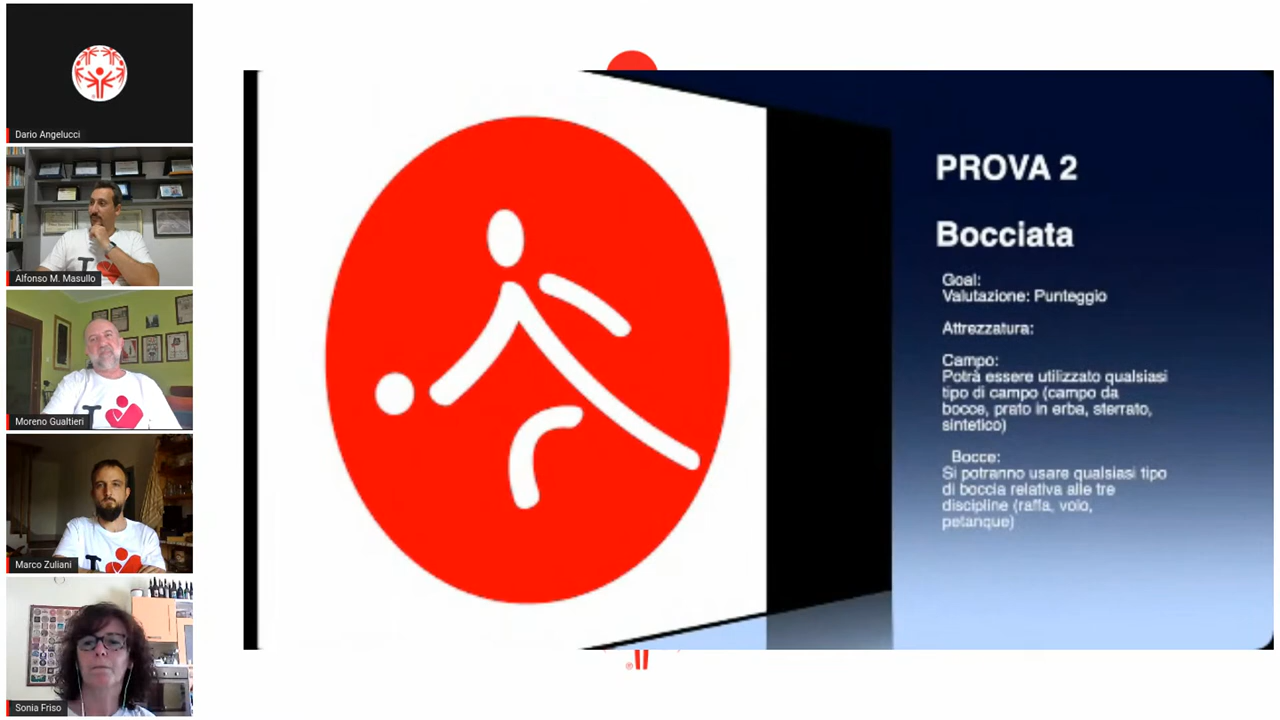 Dario Angelucci
Alfonso M. Masullo
Moreno Gualtieri
Marco Zuliani
Sonia Friso
PROVA 2
Bocciata
Goal:
Valutazione: Punteggio
Attrezzatura:
Campo:
Potrà essere utilizzato qualsiasi
tipo di campo (campo da
bocce, prato in erba, sterrato,
sintetico)
Bocce:
Si potranno usare qualsiasi tipo
di boccia relativa alle tre
discipline (raffa, volo,
petanque)
I
I
I
®